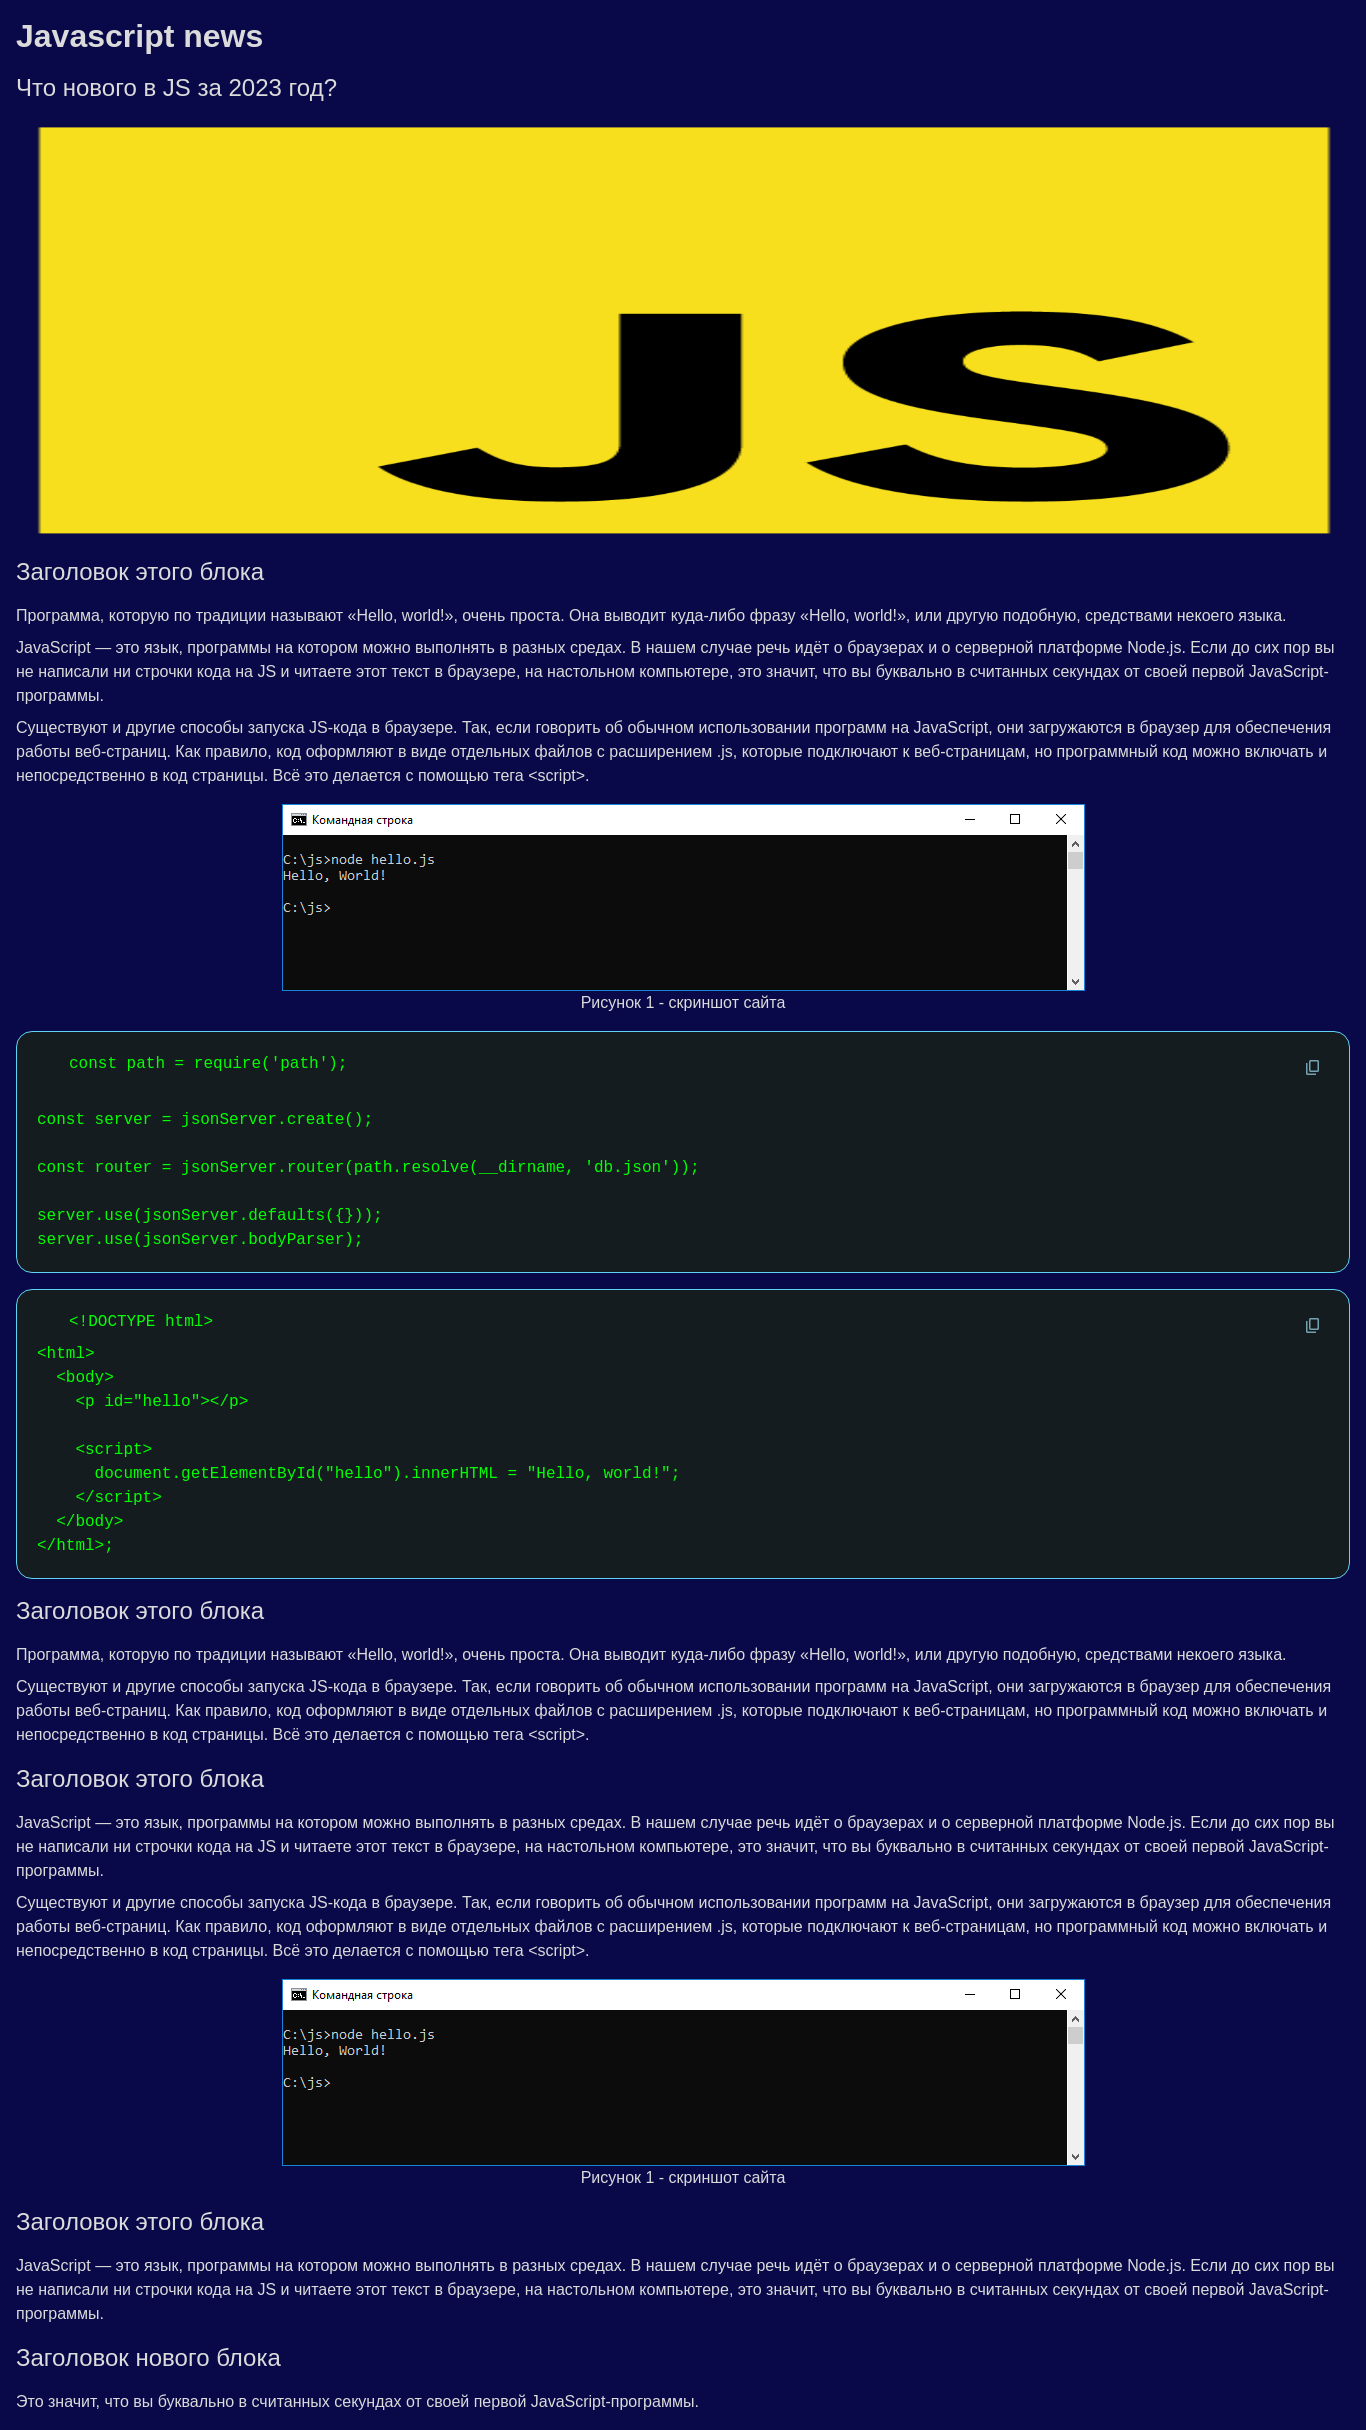 Javascript news
Что нового в JS за 2023 год?
JS
Заголовок этого блока
Программа, которую по традиции называют «Hello, world!», очень проста. Она выводит куда-либо фразу «Hello, world!», или другую подобную, средствами некоего языка.
JavaScript — это язык, программы на котором можно выполнять в разных средах. В нашем случае речь идёт о браузерах и о серверной платформе Node.js. Если до сих пор вы
не написали ни строчки кода на JS и читаете этот текст в браузере, на настольном компьютере, это значит, что вы буквально в считанных секундах от своей первой JavaScript-
программы.
Существуют и другие способы запуска JS-кода в браузере. Так, если говорить об обычном использовании программ на JavaScript, они загружаются в браузер для обеспечения
работы веб-страниц. Как правило, код оформляют в виде отдельных файлов с расширением .js, которые подключают к веб-страницам, но программный код можно включать и
непосредственно в код страницы. Всё это делается с помощью тега <script>.
Командная строка
C:\js>node hello.js
Hello, World!
C:\js>
Рисунок 1 - скриншот сайта
const path = require('path');
const server = jsonServer.create();
const router = jsonServer.router(path.resolve(__dirname, 'db.json'));
server.use(jsonServer.defaults({}));
server.use(jsonServer.bodyParser);
<!DOCTYPE html>
<html>
<body>
<p id="hello"></p>
<script>
document.getElementById("hello").innerHTML = "Hello, world!";
</script>
</body>
</html>;
Заголовок этого блока
Программа, которую по традиции называют «Hello, world!», очень проста. Она выводит куда-либо фразу «Hello, world!», или другую подобную, средствами некоего языка.
Существуют и другие способы запуска JS-кода в браузере. Так, если говорить об обычном использовании программ на JavaScript, они загружаются в браузер для обеспечения
работы веб-страниц. Как правило, код оформляют в виде отдельных файлов с расширением .js, которые подключают к веб-страницам, но программный код можно включать и
непосредственно в код страницы. Всё это делается с помощью тега <script>.
Заголовок этого блока
JavaScript — это язык, программы на котором можно выполнять в разных средах. В нашем случае речь идёт о браузерах и о серверной платформе Node.js. Если до сих пор вы
не написали ни строчки кода на JS и читаете этот текст в браузере, на настольном компьютере, это значит, что вы буквально в считанных секундах от своей первой JavaScript-
программы.
Существуют и другие способы запуска JS-кода в браузере. Так, если говорить об обычном использовании программ на JavaScript, они загружаются в браузер для обеспечения
работы веб-страниц. Как правило, код оформляют в виде отдельных файлов с расширением .js, которые подключают к веб-страницам, но программный код можно включать и
непосредственно в код страницы. Всё это делается с помощью тега <script>.
Командная строка
C:\js>node hello.js
Hello, World!
C:\js>
Рисунок 1 - скриншот сайта
Заголовок этого блока
JavaScript — это язык, программы на котором можно выполнять в разных средах. В нашем случае речь идёт о браузерах и о серверной платформе Node.js. Если до сих пор вы
не написали ни строчки кода на JS и читаете этот текст в браузере, на настольном компьютере, это значит, что вы буквально в считанных секундах от своей первой JavaScript-
программы.
Заголовок нового блока
Это значит, что вы буквально в считанных секундах от своей первой JavaScript-программы.